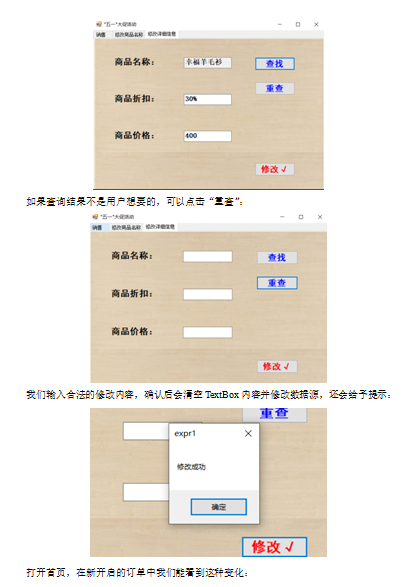 "五一"大促活动
销售 修改商品名称 修改详细信息
商品名称： 幸福羊毛衫 查找
重查
商品折扣： 30%
商品价格： 400
修改 √
如果查询结果不是用户想要的，可以点击“重查”：
"五一"大促活动
销售 修改商品名称 修改详细信息
商品名称： 查找
重查
商品折扣：
商品价格：
修改 √
我们输入合法的修改内容，确认后会清空 TextBox 内容并修改数据源，还会给予提示：
重查
expr1
修改成功
确定
修改 √
打开首页，在新开启的订单中我们能看到这种变化：